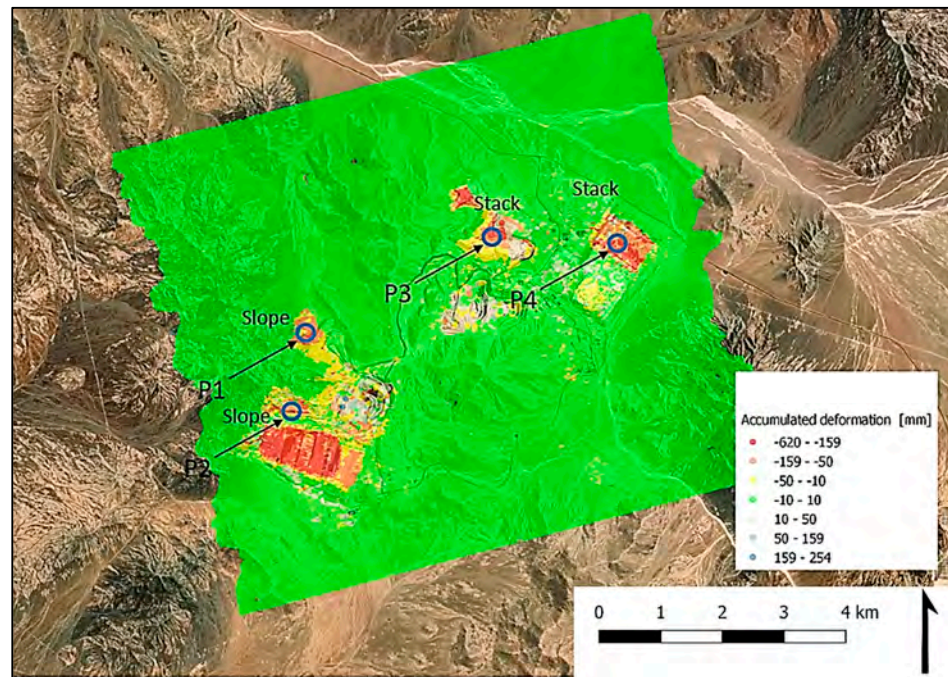 Stack
Stack
P3
P4
Slope
P1
Slope
P2
Accumulated deformation [mm]
-620 - -159
-159 - -50
-50 - -10
-10 - 10
10 - 50
50 - 159
159 - 254
0 1 2 3 4 km